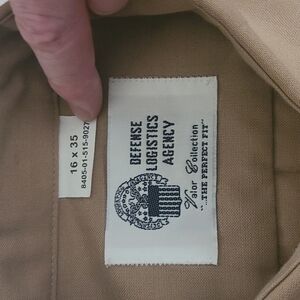 16 x 35
8405-01-515-9027
DEFENSE
LOGISTICS
AGENCY
Valor Collection
"...THE PERFECT FIT"